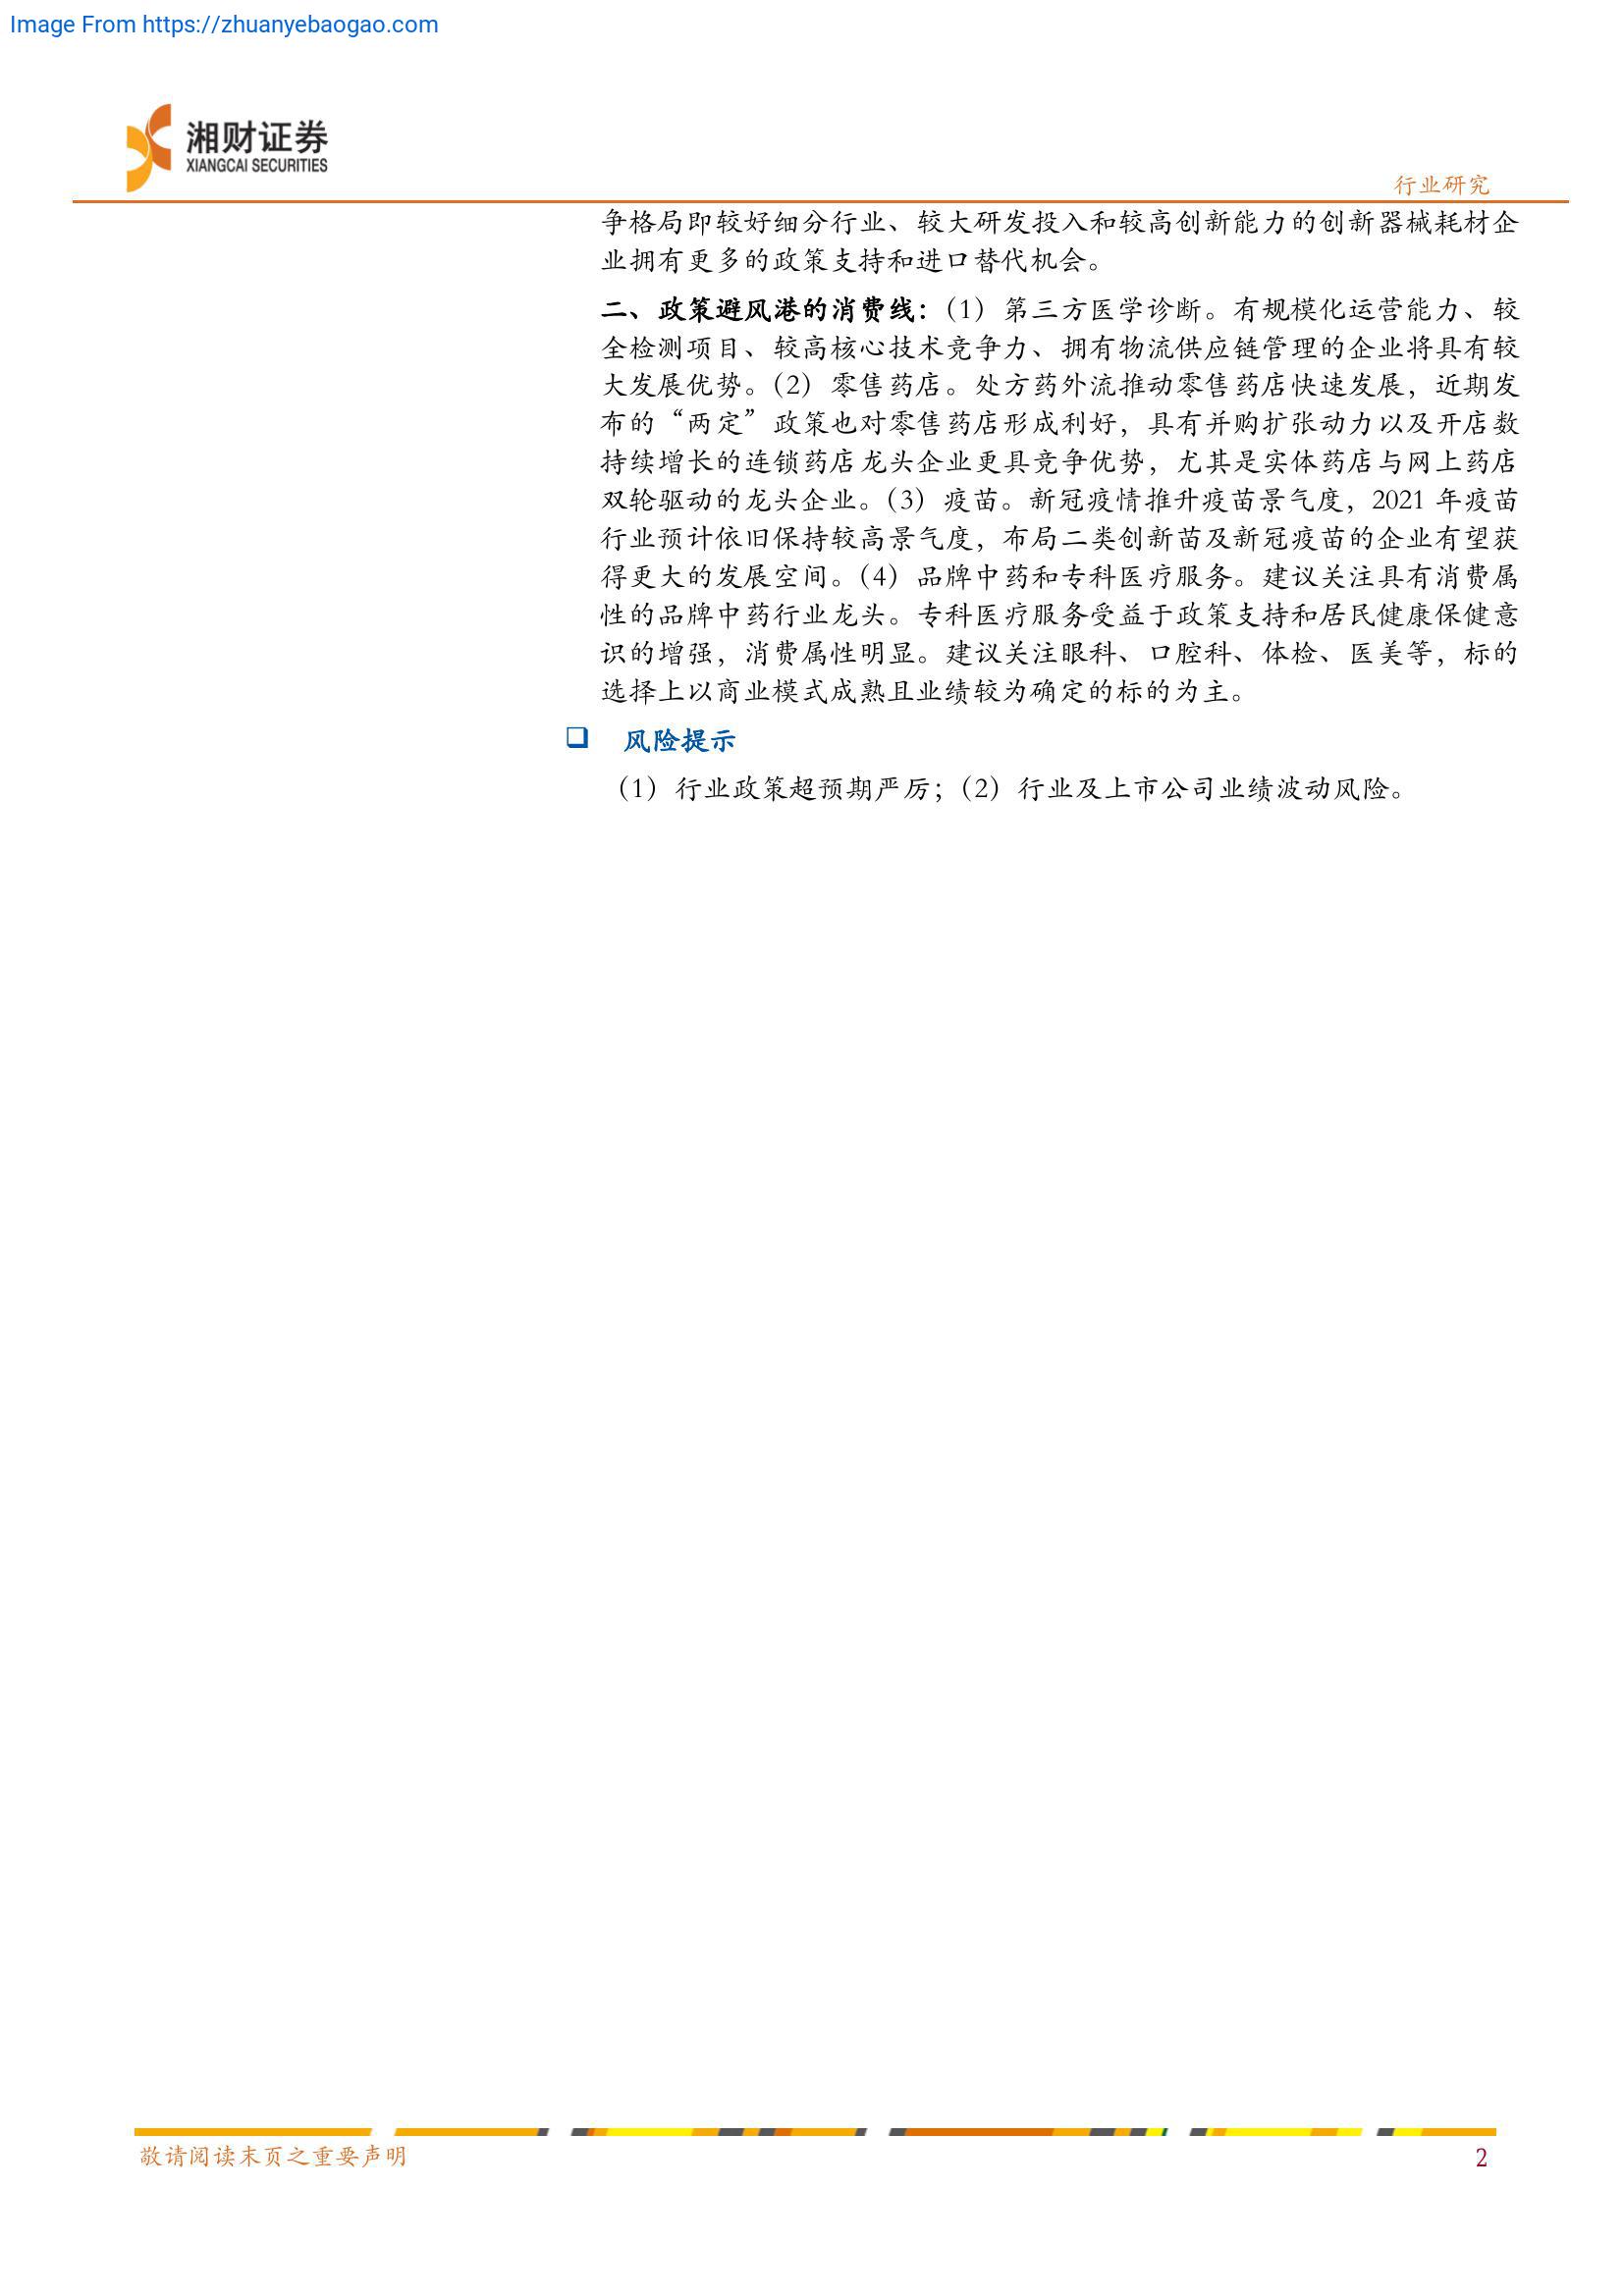 Image From https://zhuanyebaogao.com
湘财证券
XIANGCAI SECURITIES
行业研究
争格局即较好细分行业、较大研发投入和较高创新能力的创新器械耗材企
业拥有更多的政策支持和进口替代机会。
二、政策避风港的消费线：（1）第三方医学诊断。有规模化运营能力、较
全检测项目、较高核心技术竞争力、拥有物流供应链管理的企业将具有较
大发展优势。（2）零售药店。处方药外流推动零售药店快速发展，近期发
布的“两定”政策也对零售药店形成利好，具有并购扩张动力以及开店数
持续增长的连锁药店龙头企业更具竞争优势，尤其是实体药店与网上药店
双轮驱动的龙头企业。（3）疫苗。新冠疫情推升疫苗景气度，2021 年疫苗
行业预计依旧保持较高景气度，布局二类创新苗及新冠疫苗的企业有望获
得更大的发展空间。（4）品牌中药和专科医疗服务。建议关注具有消费属
性的品牌中药行业龙头。专科医疗服务受益于政策支持和居民健康保健意
识的增强，消费属性明显。建议关注眼科、口腔科、体检、医美等，标的
选择上以商业模式成熟且业绩较为确定的标的为主。
❑ 风险提示
（1）行业政策超预期严厉；（2）行业及上市公司业绩波动风险。
敬请阅读末页之重要声明
2